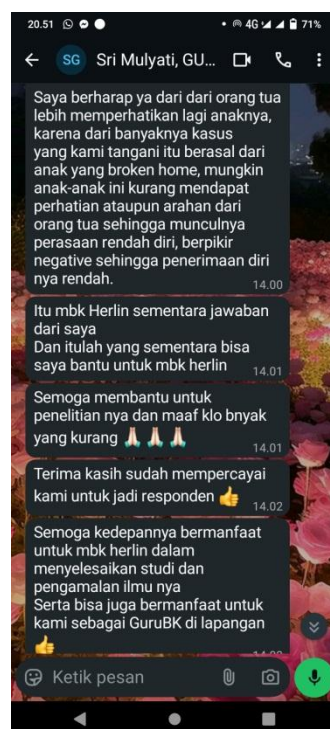 20.51 4G 71%
SG Sri Mulyati, GU...
Saya berharap ya dari dari orang tua
lebih memperhatikan lagi anaknya,
karena dari banyaknya kasus
yang kami tangani itu berasal dari
anak yang broken home, mungkin
anak-anak ini kurang mendapat
perhatian ataupun arahan dari
orang tua sehingga munculnya
perasaan rendah diri, berpikir
negative sehingga penerimaan diri
nya rendah.
14.00
Itu mbk Herlin sementara jawaban
dari saya
Dan itulah yang sementara bisa
saya bantu untuk mbk herlin
14.01
Semoga membantu untuk
penelitian nya dan maaf klo bnyak
yang kurang 🙏🙏🙏
14.01
Terima kasih sudah mempercayai
kami untuk jadi responden 👍
14.02
Semoga kedepannya bermanfaat
untuk mbk herlin dalam
menyelesaikan studi dan
pengamalan ilmu nya
Serta bisa juga bermanfaat untuk
kami sebagai GuruBK di lapangan
👍
Ketik pesan